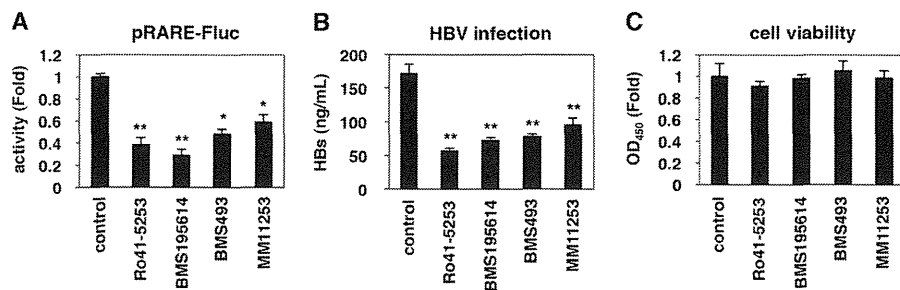 A
pRARE-Fluc
activity (Fold)
1.2
1
0.8
0.6
0.4
0.2
0
**
**
*
*
control
Ro41-5253
BMS195614
BMS493
MM11253
B
HBV infection
HBs (ng/mL)
200
150
100
50
0
**
**
**
**
control
Ro41-5253
BMS195614
BMS493
MM11253
C
cell viability
OD450 (Fold)
1.2
1
0.8
0.6
0.4
0.2
0
control
Ro41-5253
BMS195614
BMS493
MM11253